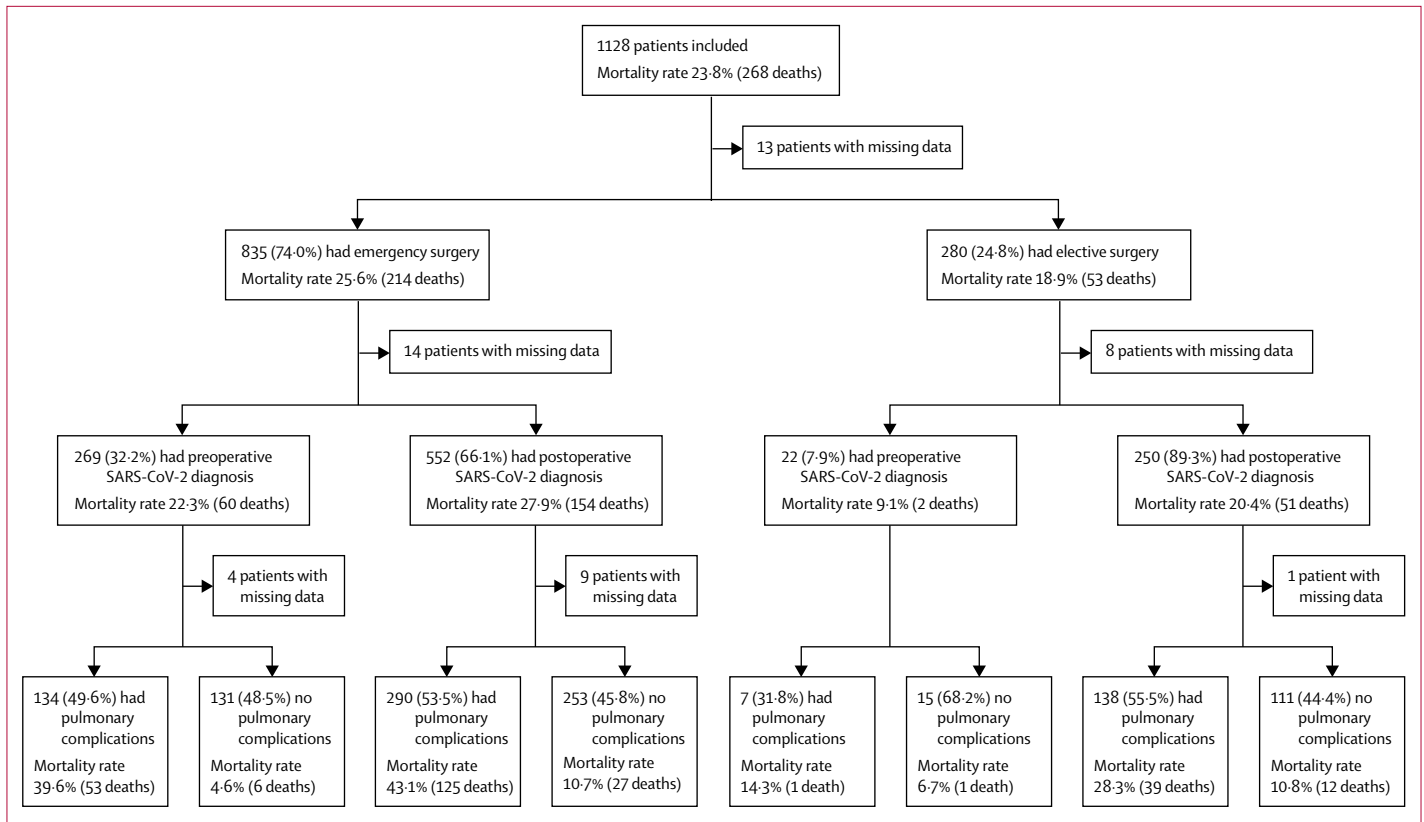 1128 patients included
Mortality rate 23·8% (268 deaths)
13 patients with missing data
835 (74·0%) had emergency surgery
Mortality rate 25·6% (214 deaths)
280 (24·8%) had elective surgery
Mortality rate 18·9% (53 deaths)
14 patients with missing data
8 patients with missing data
269 (32·2%) had preoperative
SARS-CoV-2 diagnosis
Mortality rate 22·3% (60 deaths)
552 (66·1%) had postoperative
SARS-CoV-2 diagnosis
Mortality rate 27·9% (154 deaths)
22 (7·9%) had preoperative
SARS-CoV-2 diagnosis
Mortality rate 9·1% (2 deaths)
250 (89·3%) had postoperative
SARS-CoV-2 diagnosis
Mortality rate 20·4% (51 deaths)
4 patients with
missing data
9 patients with
missing data
1 patient with
missing data
134 (49·6%) had
pulmonary
complications
Mortality rate
39·6% (53 deaths)
131 (48·5%) no
pulmonary
complications
Mortality rate
4·6% (6 deaths)
290 (53·5%) had
pulmonary
complications
Mortality rate
43·1% (125 deaths)
253 (45·8%) no
pulmonary
complications
Mortality rate
10·7% (27 deaths)
7 (31·8%) had
pulmonary
complications
Mortality rate
14·3% (1 death)
15 (68·2%) no
pulmonary
complications
Mortality rate
6·7% (1 death)
138 (55·5%) had
pulmonary
complications
Mortality rate
28·3% (39 deaths)
111 (44·4%) no
pulmonary
complications
Mortality rate
10·8% (12 deaths)